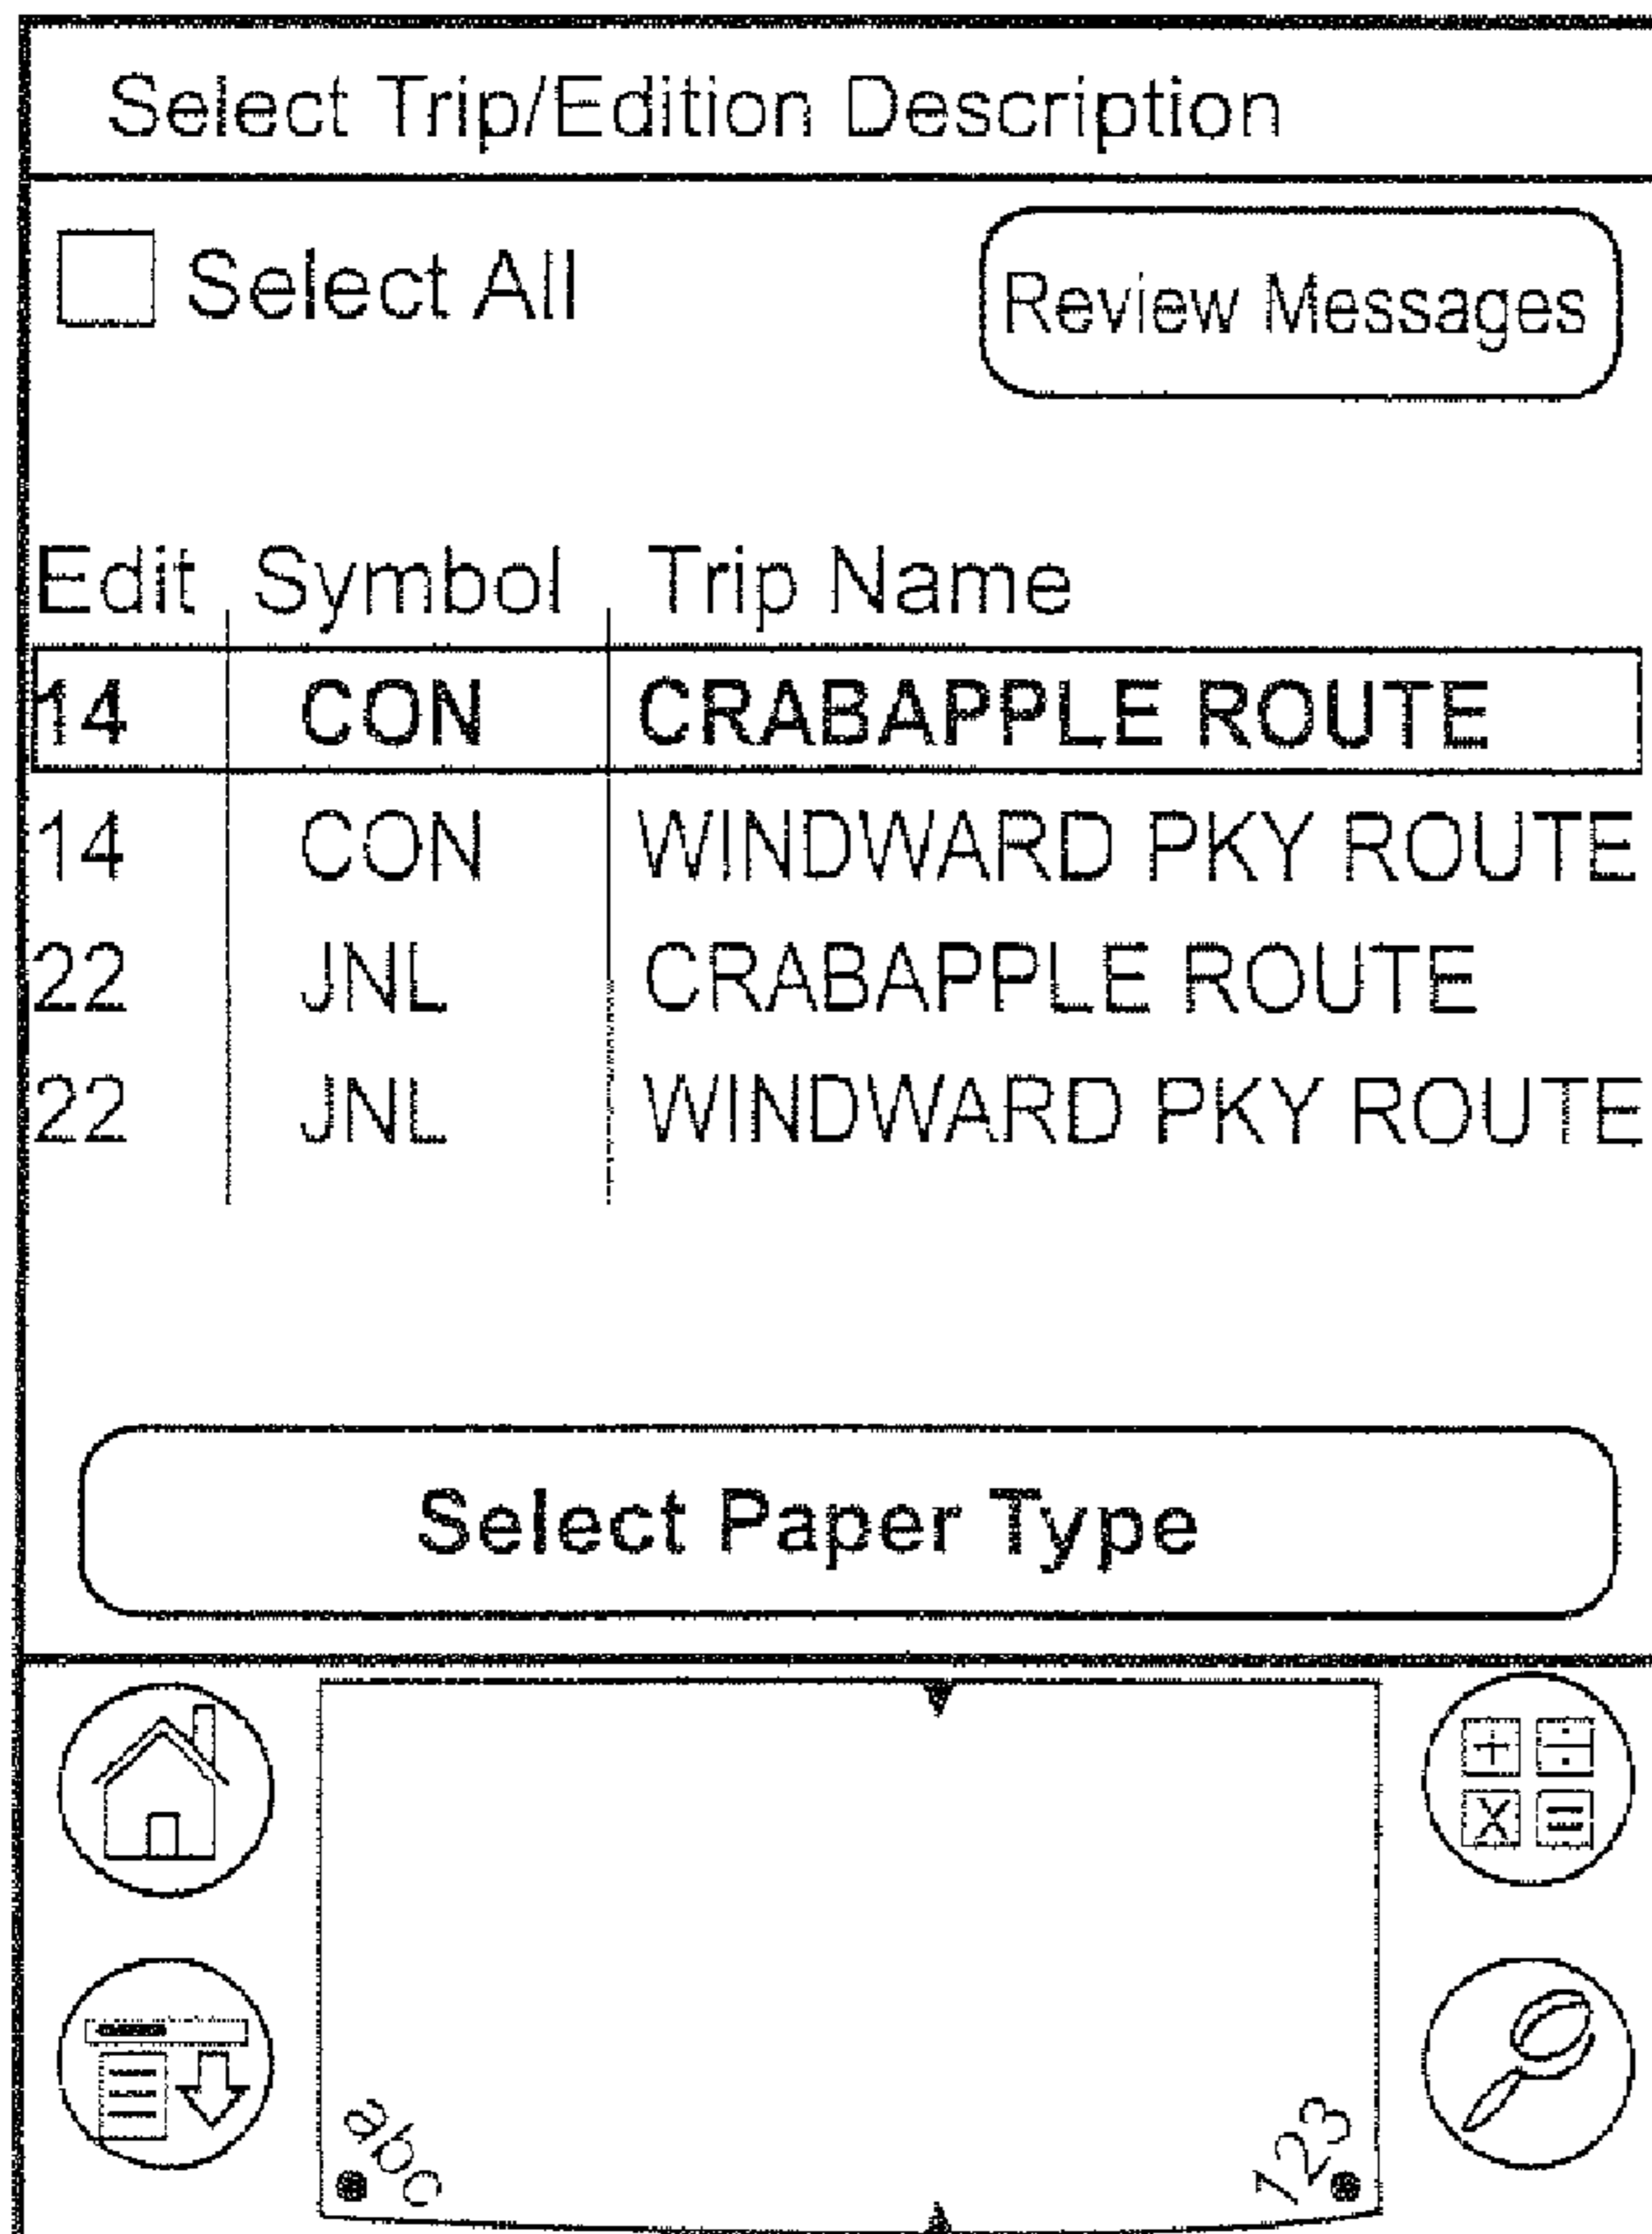 Select Trip/Edition Description
Select All Review Messages
Edit Symbol Trip Name
14 CON CRABAPPLE ROUTE
14 CON WINDWARD PKY ROUTE
22 JNL CRABAPPLE ROUTE
22 JNL WINDWARD PKY ROUTE
Select Paper Type
+ ÷
X =
abc 123